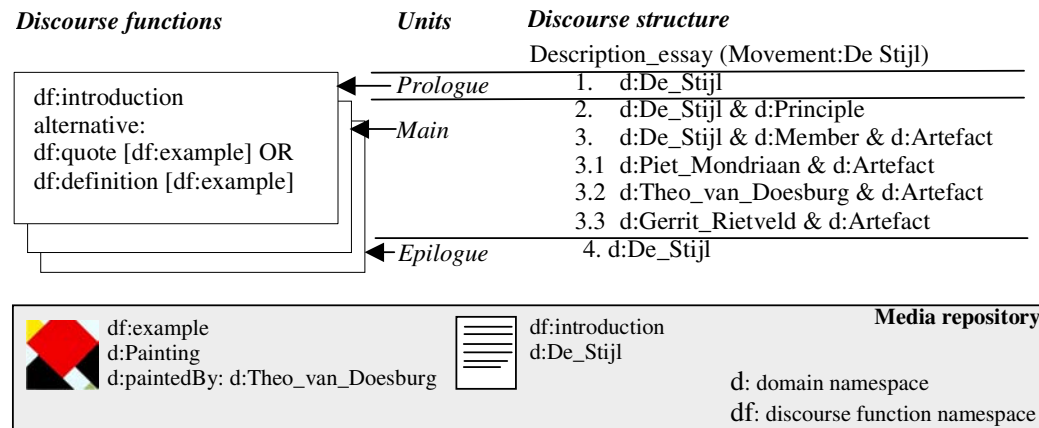 Discourse functions Units Discourse structure
Description_essay (Movement:De Stijl)
Prologue 1. d:De_Stijl
df:introduction
alternative:
df:quote [df:example] OR
df:definition [df:example]
Main 2. d:De_Stijl & d:Principle
3. d:De_Stijl & d:Member & d:Artefact
3.1 d:Piet_Mondriaan & d:Artefact
3.2 d:Theo_van_Doesburg & d:Artefact
3.3 d:Gerrit_Rietveld & d:Artefact
Epilogue 4. d:De_Stijl
Media repository
df:example
d:Painting
d:paintedBy: d:Theo_van_Doesburg
df:introduction
d:De_Stijl
d: domain namespace
df: discourse function namespace